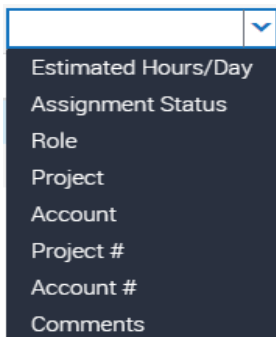 Estimated Hours/Day
Assignment Status
Role
Project
Account
Project #
Account #
Comments